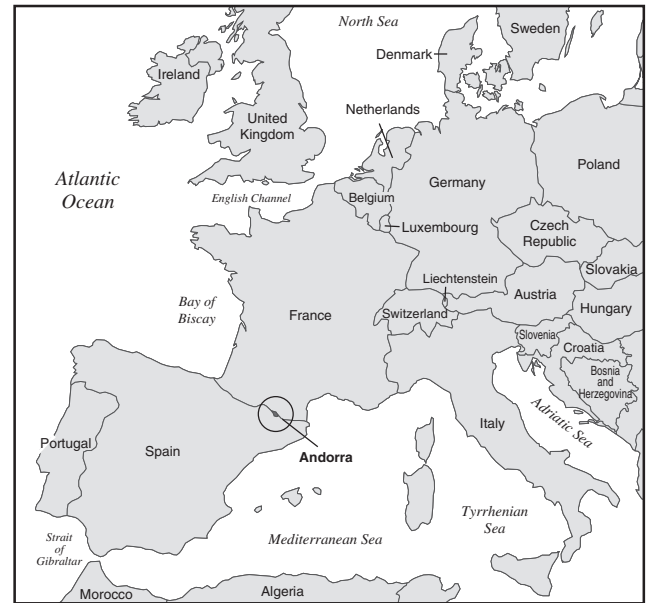 North Sea
Sweden
Denmark
Ireland
Netherlands
United
Kingdom
Poland
Atlantic
Ocean
Germany
English Channel
Belgium
Luxembourg
Czech
Republic
Slovakia
Liechtenstein
Austria
Bay of
Biscay
France
Switzerland
Hungary
Slovenia
Croatia
Bosnia
and
Herzegovina
Adriatic Sea
Italy
Portugal
Spain
Andorra
Tyrrhenian
Sea
Strait
of
Gibraltar
Mediterranean Sea
Morocco
Algeria